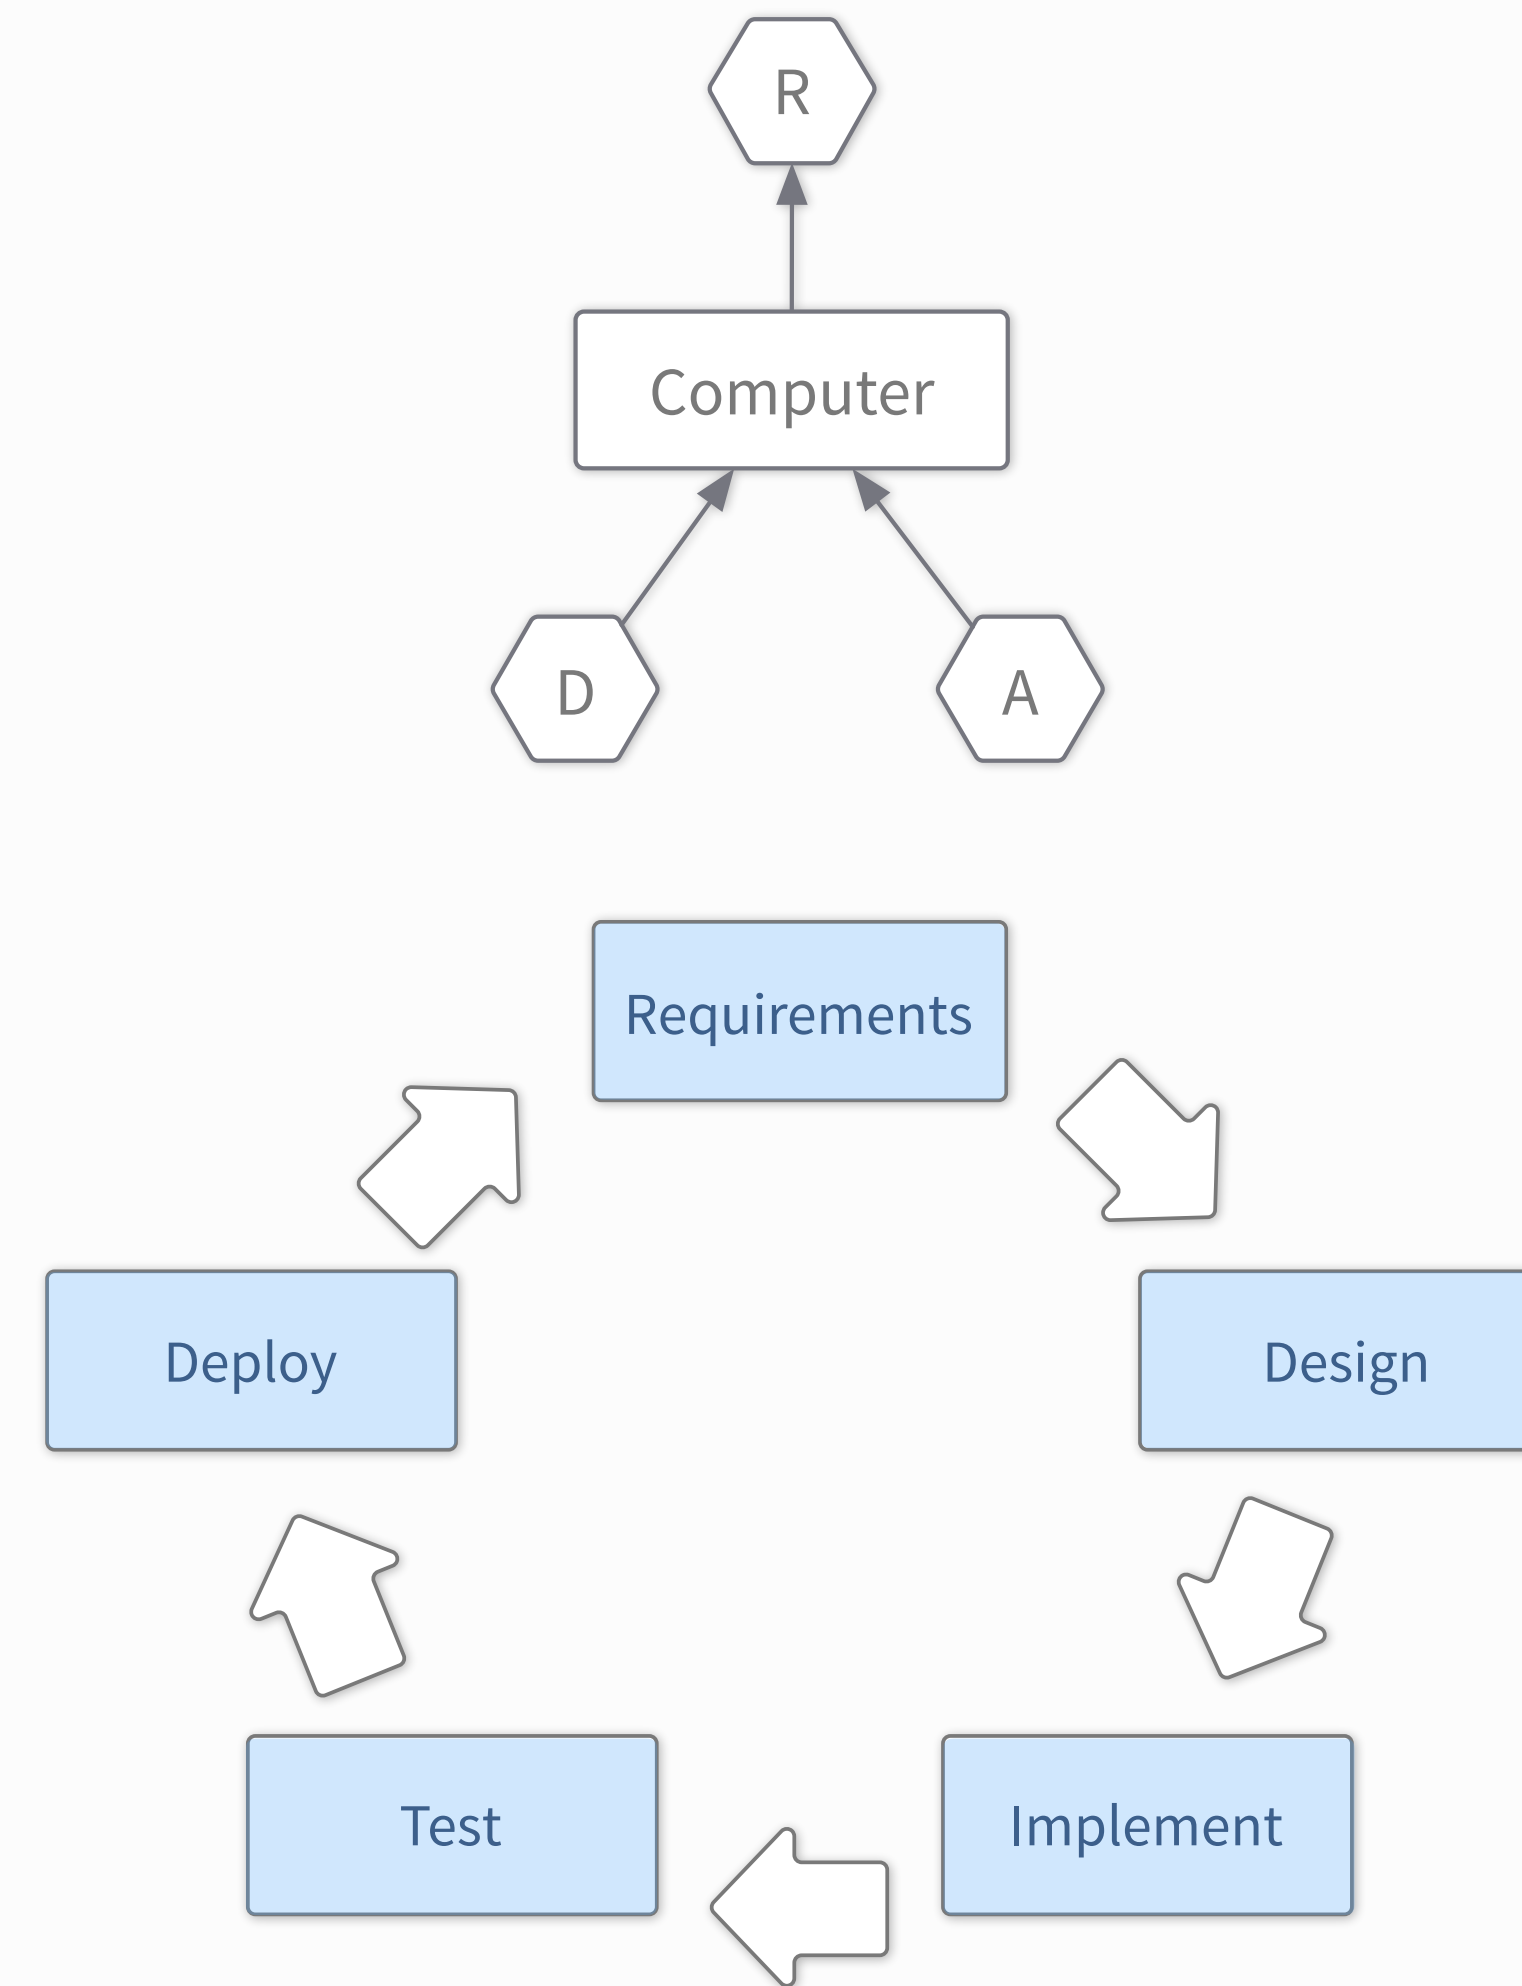 R
Computer
D
A
Requirements
Deploy
Design
Test
Implement